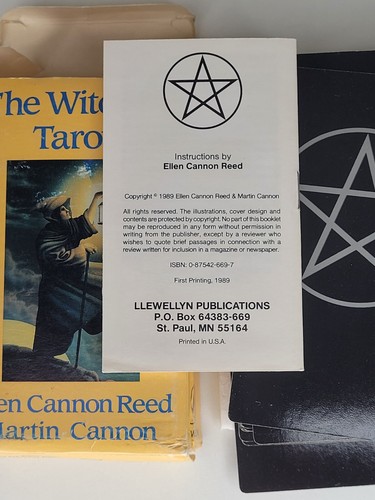 The Witc
Taro
en Cannon Reed
Martin Cannon
Instructions by
Ellen Cannon Reed
Copyright © 1989 Ellen Cannon Reed & Martin Cannon
All rights reserved. The illustrations, cover design and
contents are protected by copyright. No part of this booklet
may be reproduced in any form without permission in
writing from the publisher, except by a reviewer who
wishes to quote brief passages in connection with a
review written for inclusion in a magazine or newspaper.
ISBN: 0-87542-669-7
First Printing, 1989
LLEWELLYN PUBLICATIONS
P.O. Box 64383-669
St. Paul, MN 55164
Printed in U.S.A.